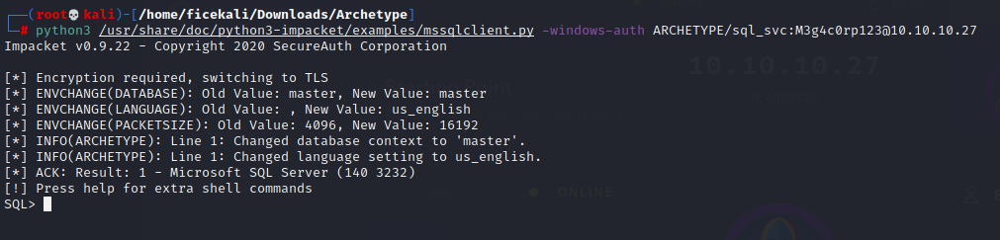 (root💀kali)-[/home/ficekali/Downloads/Archetype]
# python3 /usr/share/doc/python3-impacket/examples/mssqlclient.py -windows-auth ARCHETYPE/sql_svc:M3g4c0rp123@10.10.10.27
Impacket v0.9.22 - Copyright 2020 SecureAuth Corporation
[*] Encryption required, switching to TLS
[*] ENVCHANGE(DATABASE): Old Value: master, New Value: master
[*] ENVCHANGE(LANGUAGE): Old Value: , New Value: us_english
[*] ENVCHANGE(PACKETSIZE): Old Value: 4096, New Value: 16192
[*] INFO(ARCHETYPE): Line 1: Changed database context to 'master'.
[*] INFO(ARCHETYPE): Line 1: Changed language setting to us_english.
[*] ACK: Result: 1 - Microsoft SQL Server (140 3232)
[!] Press help for extra shell commands
SQL>
10.10.10.27
ONLINE